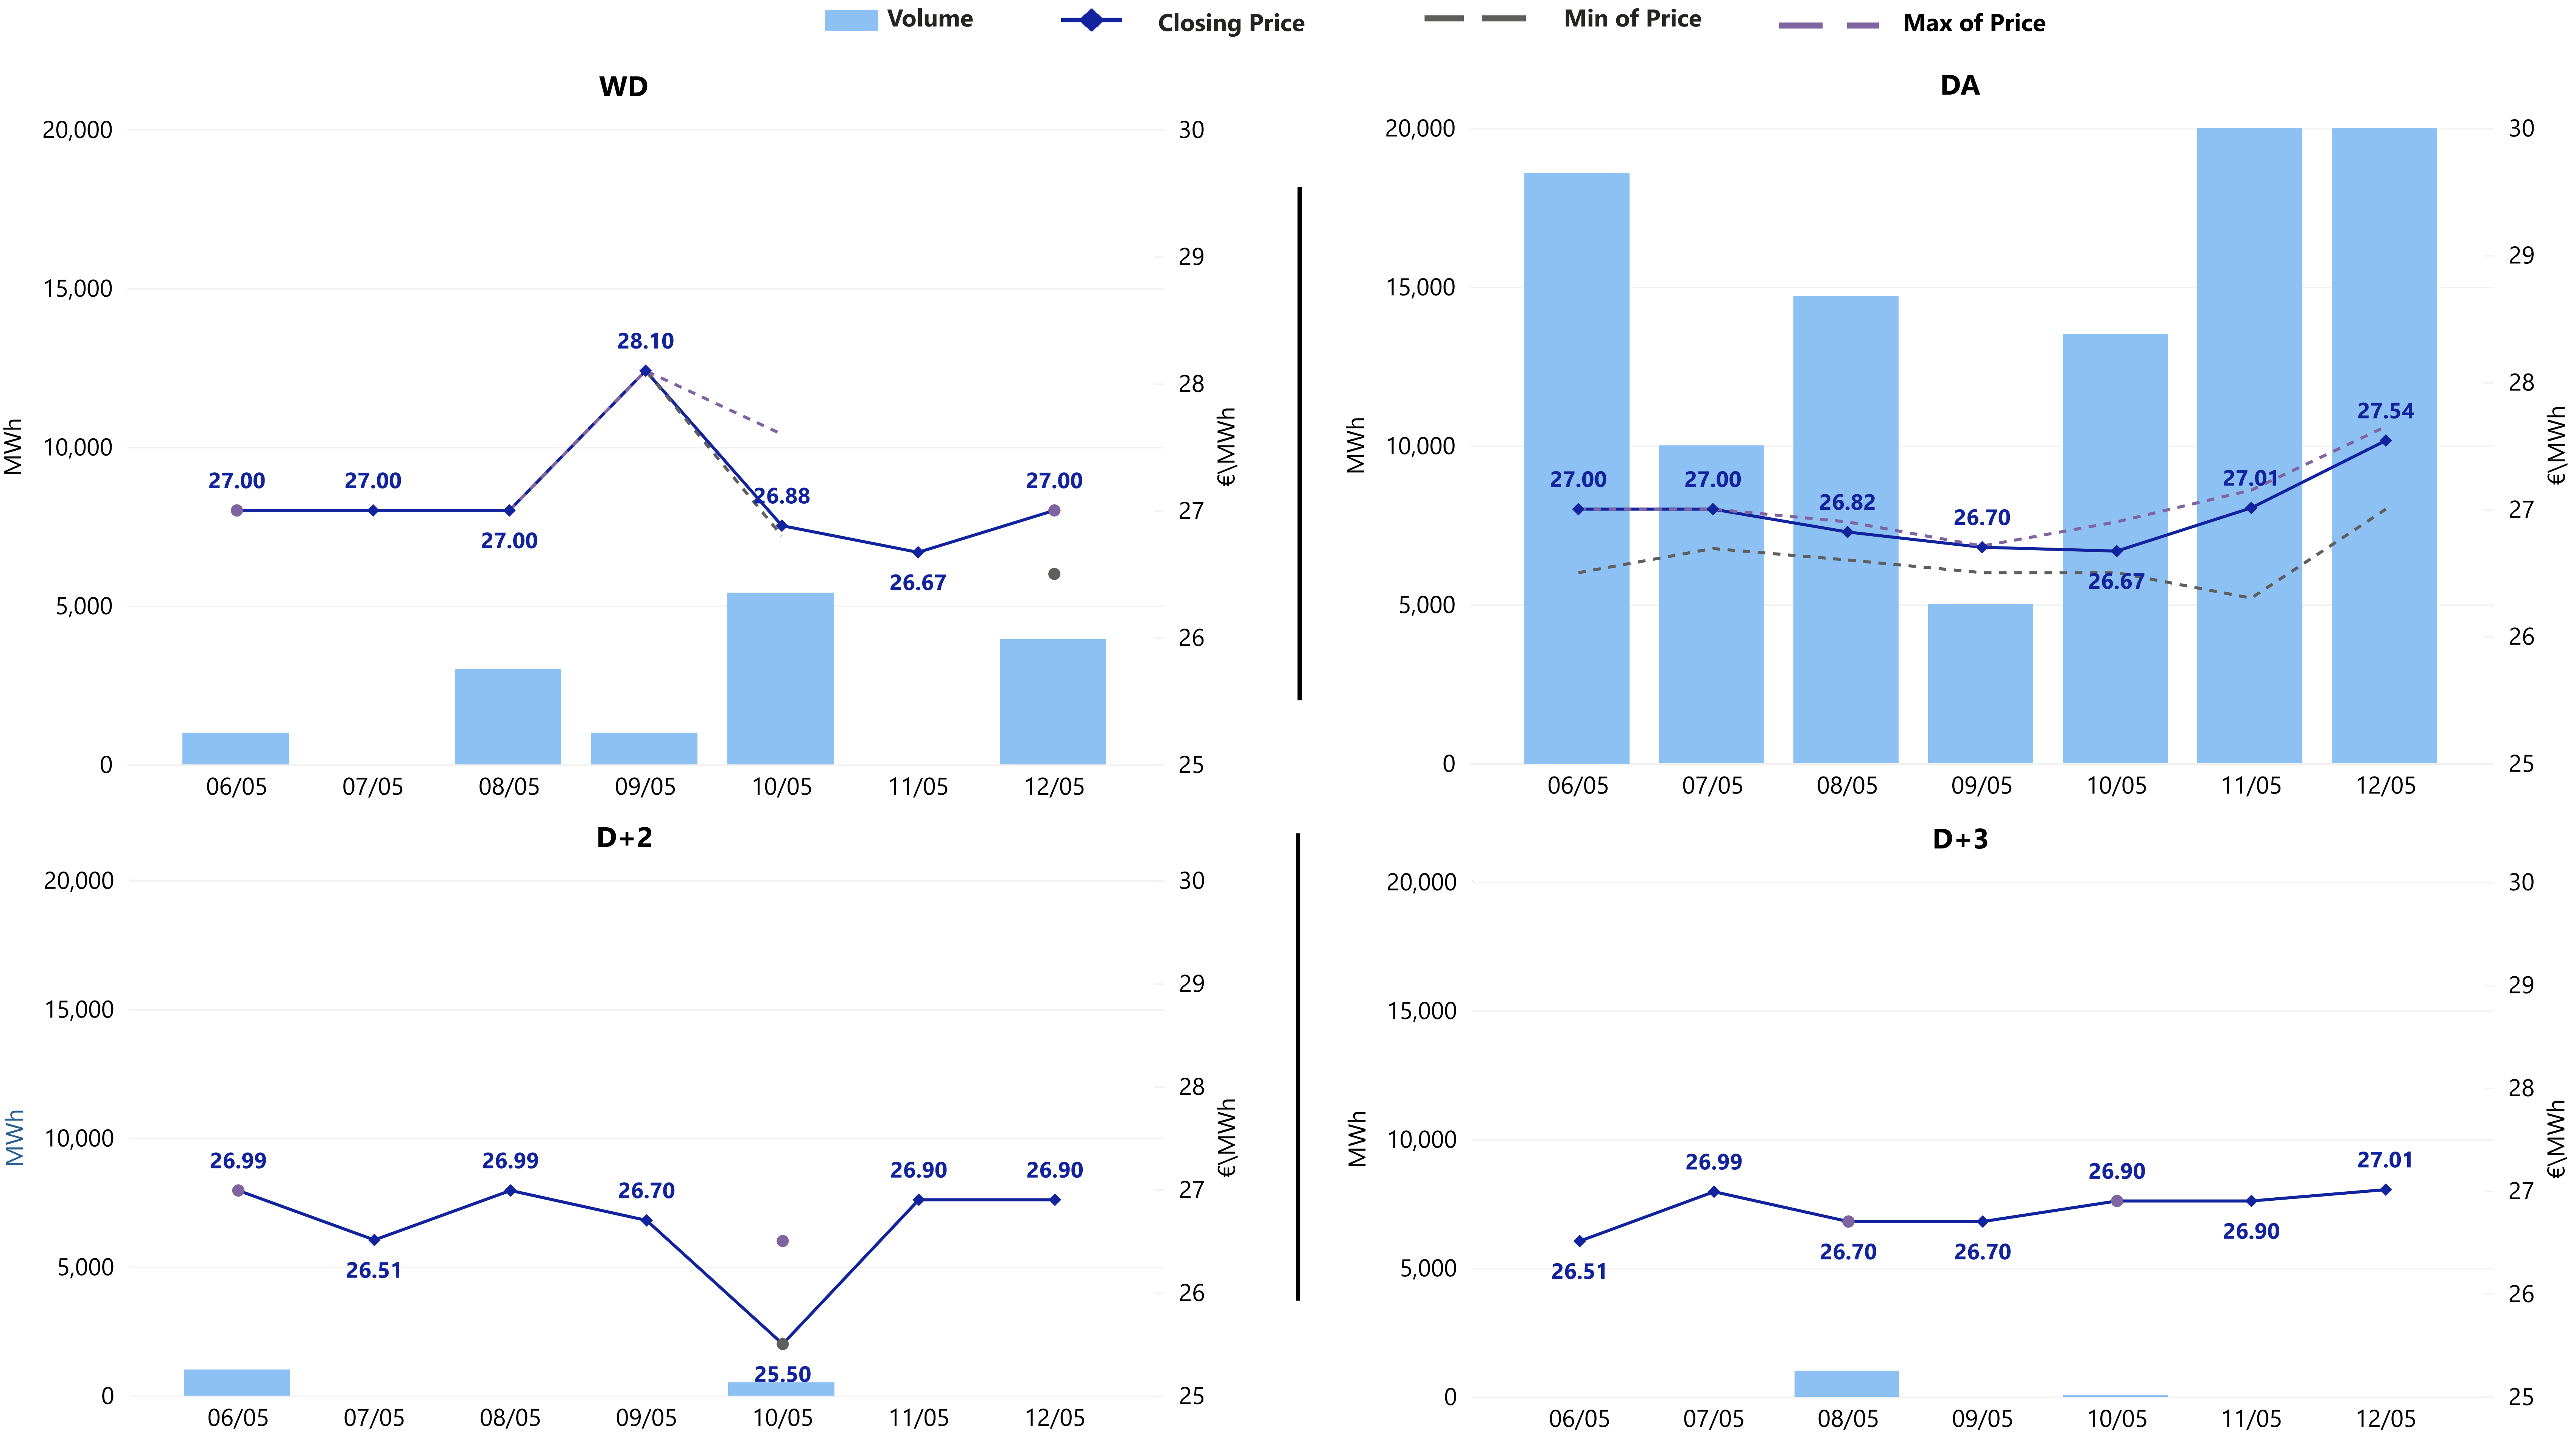 Volume Closing Price Min of Price Max of Price
WD
20,000
15,000
10,000
5,000
0
MWh
30
29
28
27
26
25
€\MWh
27.00 27.00 27.00 28.10 26.88 26.67 27.00
06/05 07/05 08/05 09/05 10/05 11/05 12/05
DA
20,000
15,000
10,000
5,000
0
MWh
30
29
28
27
26
25
€\MWh
27.00 27.00 26.82 26.70 26.67 27.01 27.54
06/05 07/05 08/05 09/05 10/05 11/05 12/05
D+2
20,000
15,000
10,000
5,000
0
MWh
30
29
28
27
26
25
€\MWh
26.99 26.51 26.99 26.70 25.50 26.90 26.90
06/05 07/05 08/05 09/05 10/05 11/05 12/05
D+3
20,000
15,000
10,000
5,000
0
MWh
30
29
28
27
26
25
€\MWh
26.51 26.99 26.70 26.70 26.90 26.90 27.01
06/05 07/05 08/05 09/05 10/05 11/05 12/05